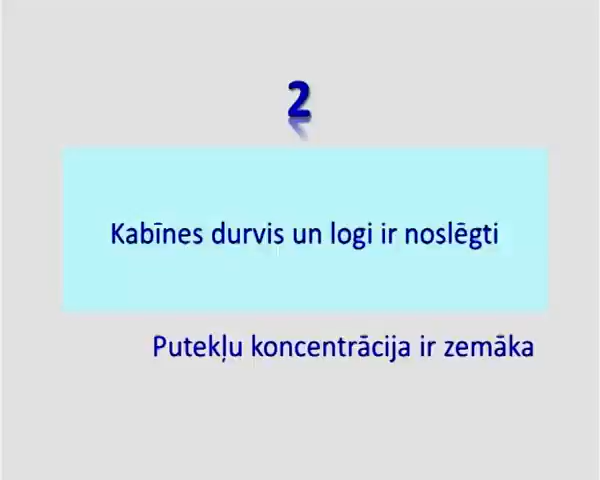 2
Kabīnes durvis un logi ir noslēgti
Putekļu koncentrācija ir zemāka